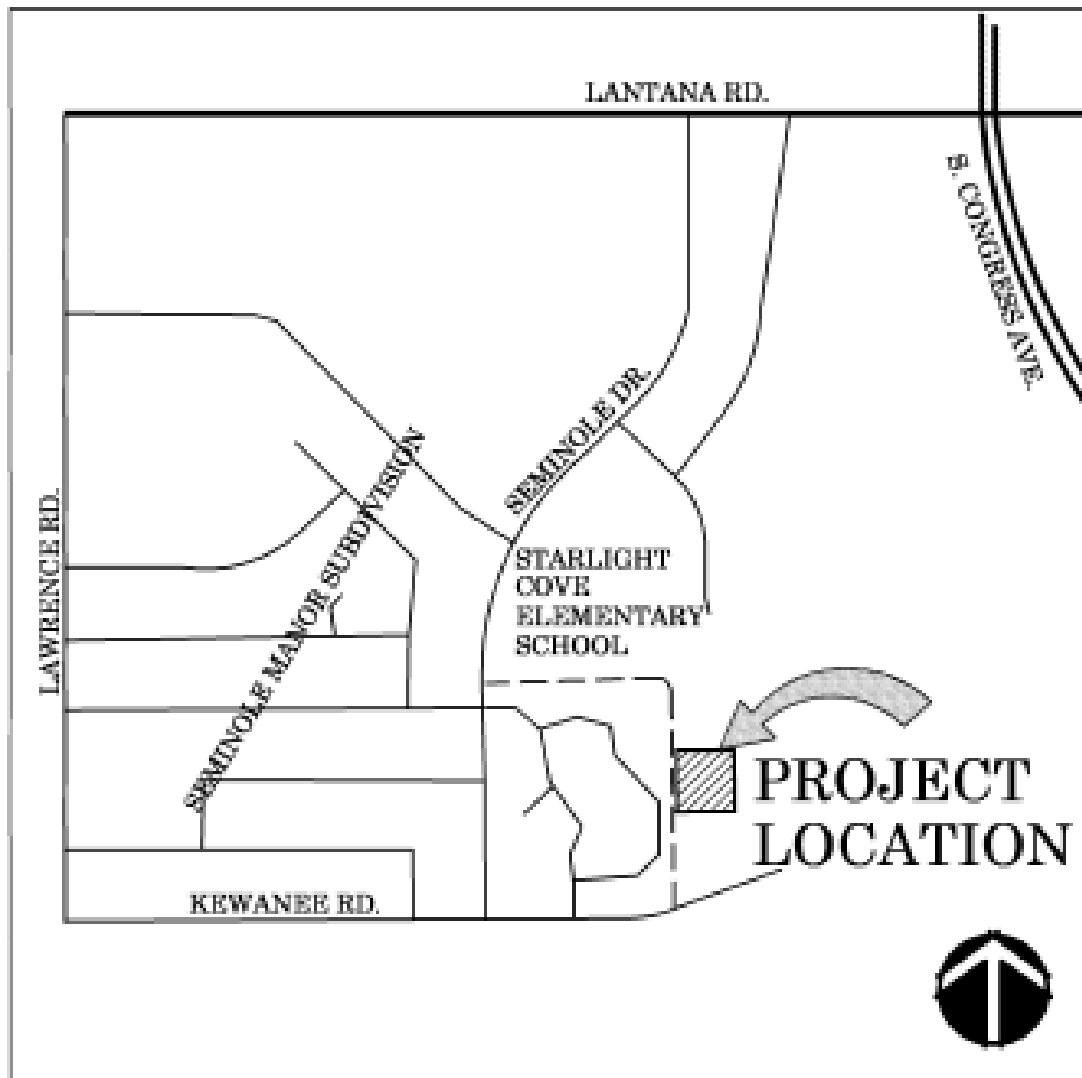 LANTANA RD.
S. CONGRESS AVE.
SEMINOLE DR.
SEMINOLE MANOR SUBDIVISION
LAWRENCE RD.
STARLIGHT
COVE
ELEMENTARY
SCHOOL
PROJECT
LOCATION
KEWANEE RD.